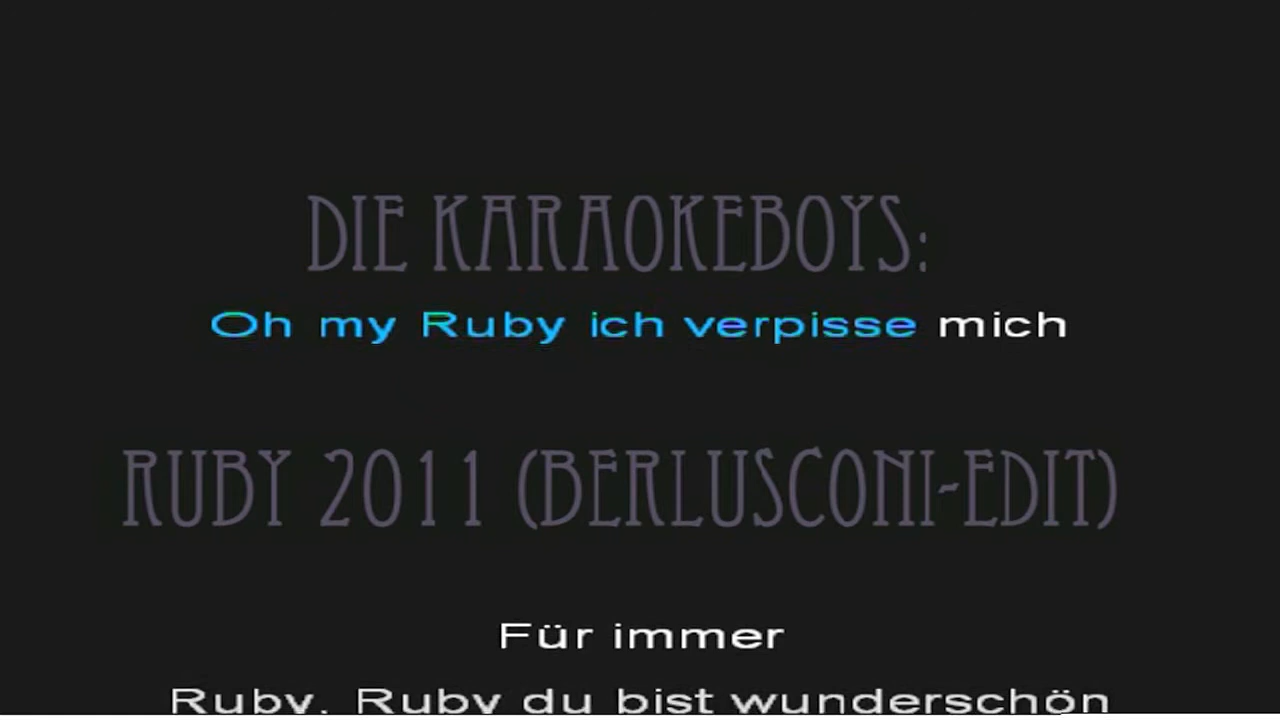 DIE KARAOKEBOYS:
Oh my Ruby ich verpisse mich
RUBY 2011 (BERLUSCONI-EDIT)
Für immer
Ruby, Ruby du bist wunderschön